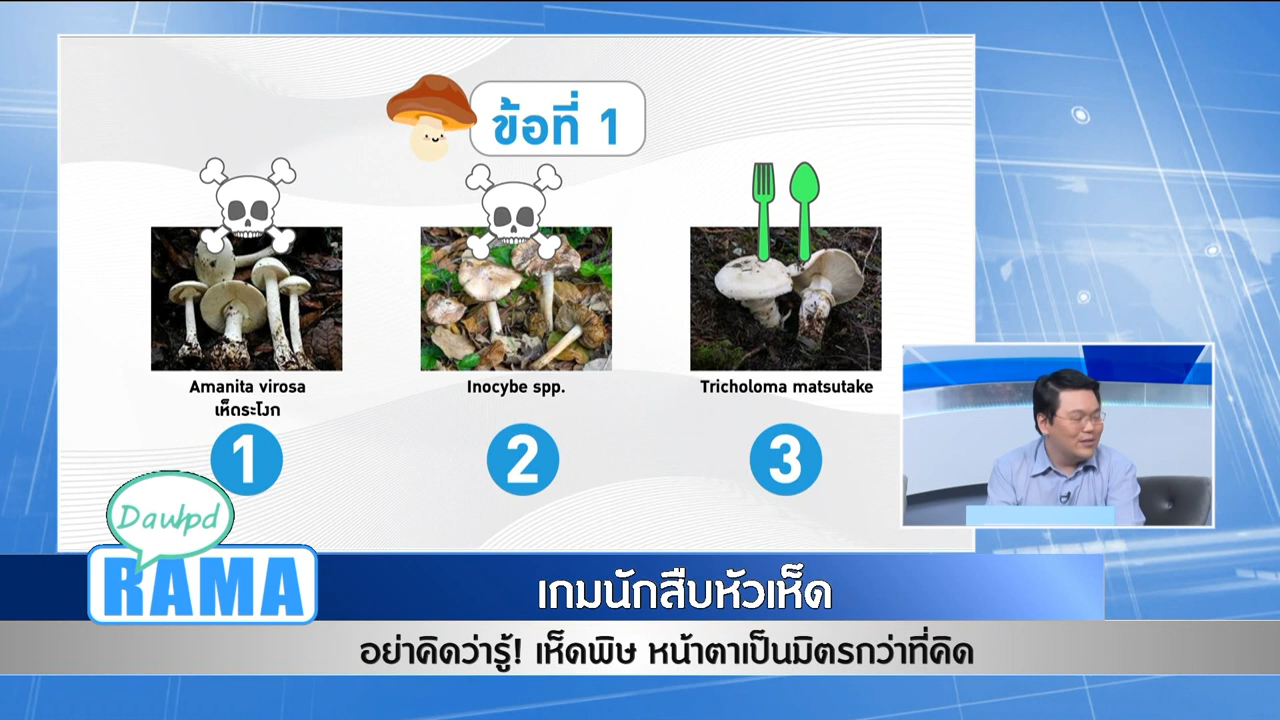 ข้อที่ 1
Amanita virosa
เห็ดระโงก
Inocybe spp.
Tricholoma matsutake
1
2
3
RAMA
เกมนักสืบหัวเห็ด
อย่าคิดว่ารู้! เห็ดพิษ หน้าตาเป็นมิตรกว่าที่คิด